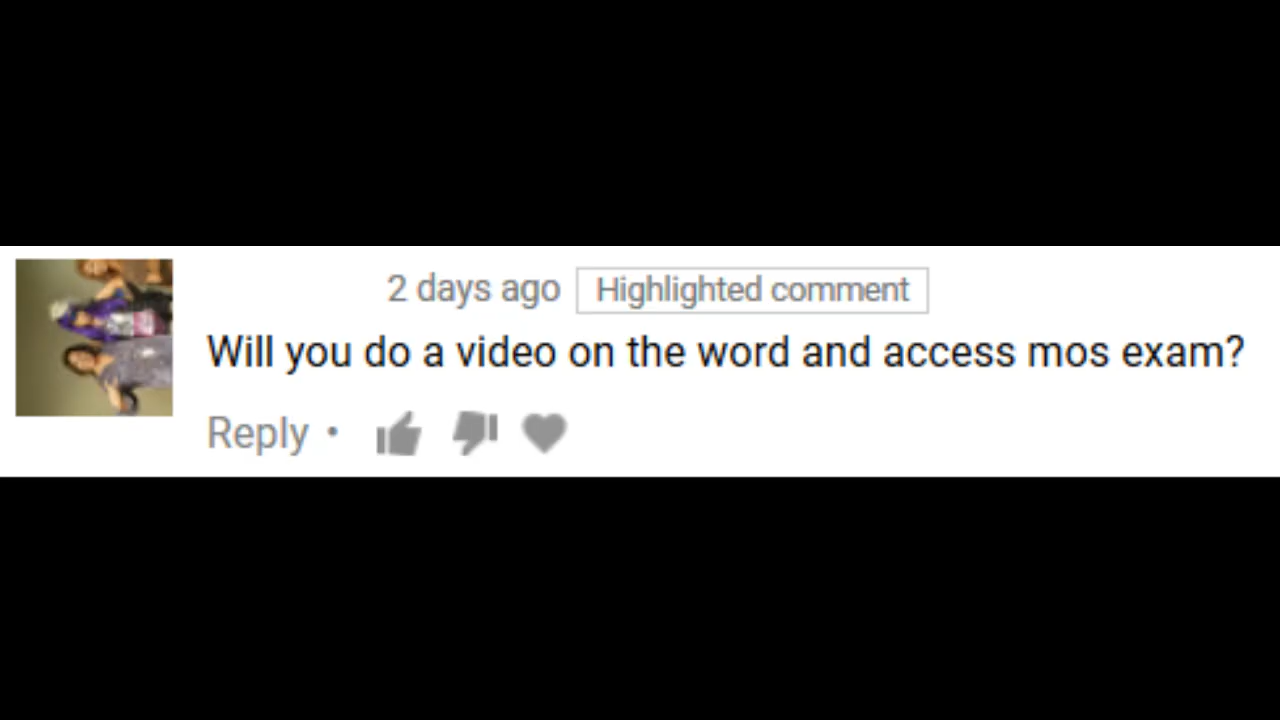 2 days ago Highlighted comment
Will you do a video on the word and access mos exam?
Reply •